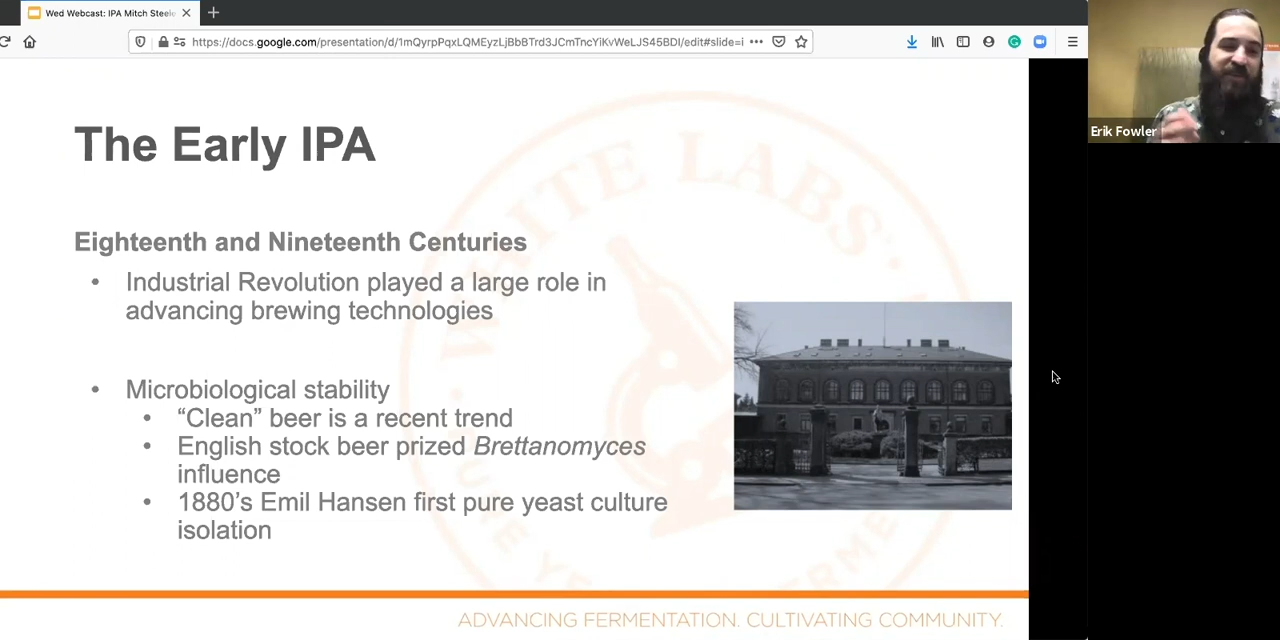 Wed Webcast: IPA Mitch Steele
https://docs.google.com/presentation/d/1mQyrpPqxLQMEyzLjBbBTrd3JCmTncYiKvWeLJS45BDI/edit#slide=i
Erik Fowler
WHITE LABS
The Early IPA
Eighteenth and Nineteenth Centuries
• Industrial Revolution played a large role in
advancing brewing technologies
• Microbiological stability
• “Clean” beer is a recent trend
• English stock beer prized Brettanomyces
influence
• 1880’s Emil Hansen first pure yeast culture
isolation
ADVANCING FERMENTATION. CULTIVATING COMMUNITY.